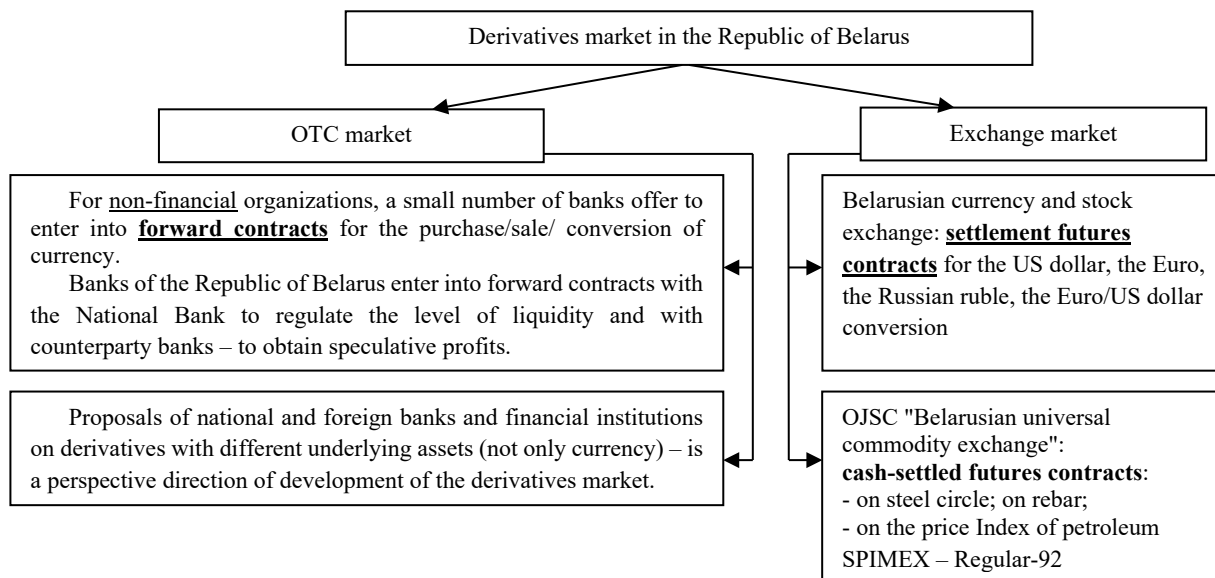 Derivatives market in the Republic of Belarus
OTC market
Exchange market
For non-financial organizations, a small number of banks offer to
enter into forward contracts for the purchase/sale/ conversion of
currency.
Banks of the Republic of Belarus enter into forward contracts with
the National Bank to regulate the level of liquidity and with
counterparty banks – to obtain speculative profits.
Proposals of national and foreign banks and financial institutions
on derivatives with different underlying assets (not only currency) – is
a perspective direction of development of the derivatives market.
Belarusian currency and stock
exchange: settlement futures
contracts for the US dollar, the Euro,
the Russian ruble, the Euro/US dollar
conversion
OJSC "Belarusian universal
commodity exchange":
cash-settled futures contracts:
- on steel circle; on rebar;
- on the price Index of petroleum
SPIMEX – Regular-92